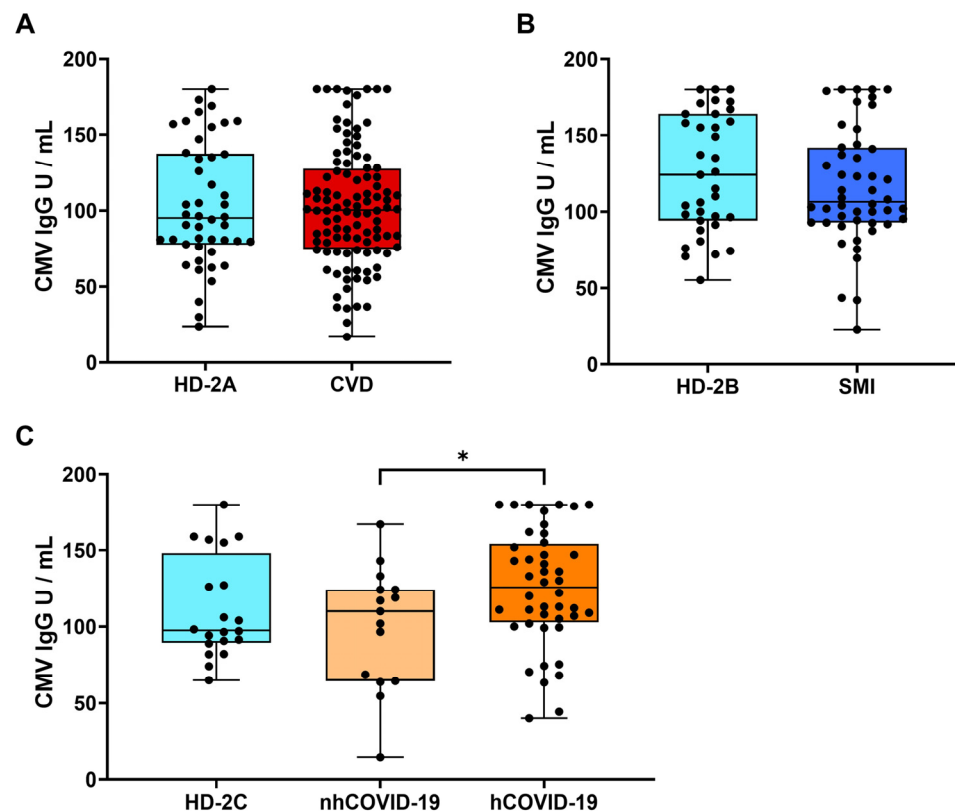 A
CMV IgG U / mL
200
150
100
50
0
HD-2A CVD
B
CMV IgG U / mL
200
150
100
50
0
HD-2B SMI
C
CMV IgG U / mL
200
150
100
50
0
*
HD-2C nhCOVID-19 hCOVID-19